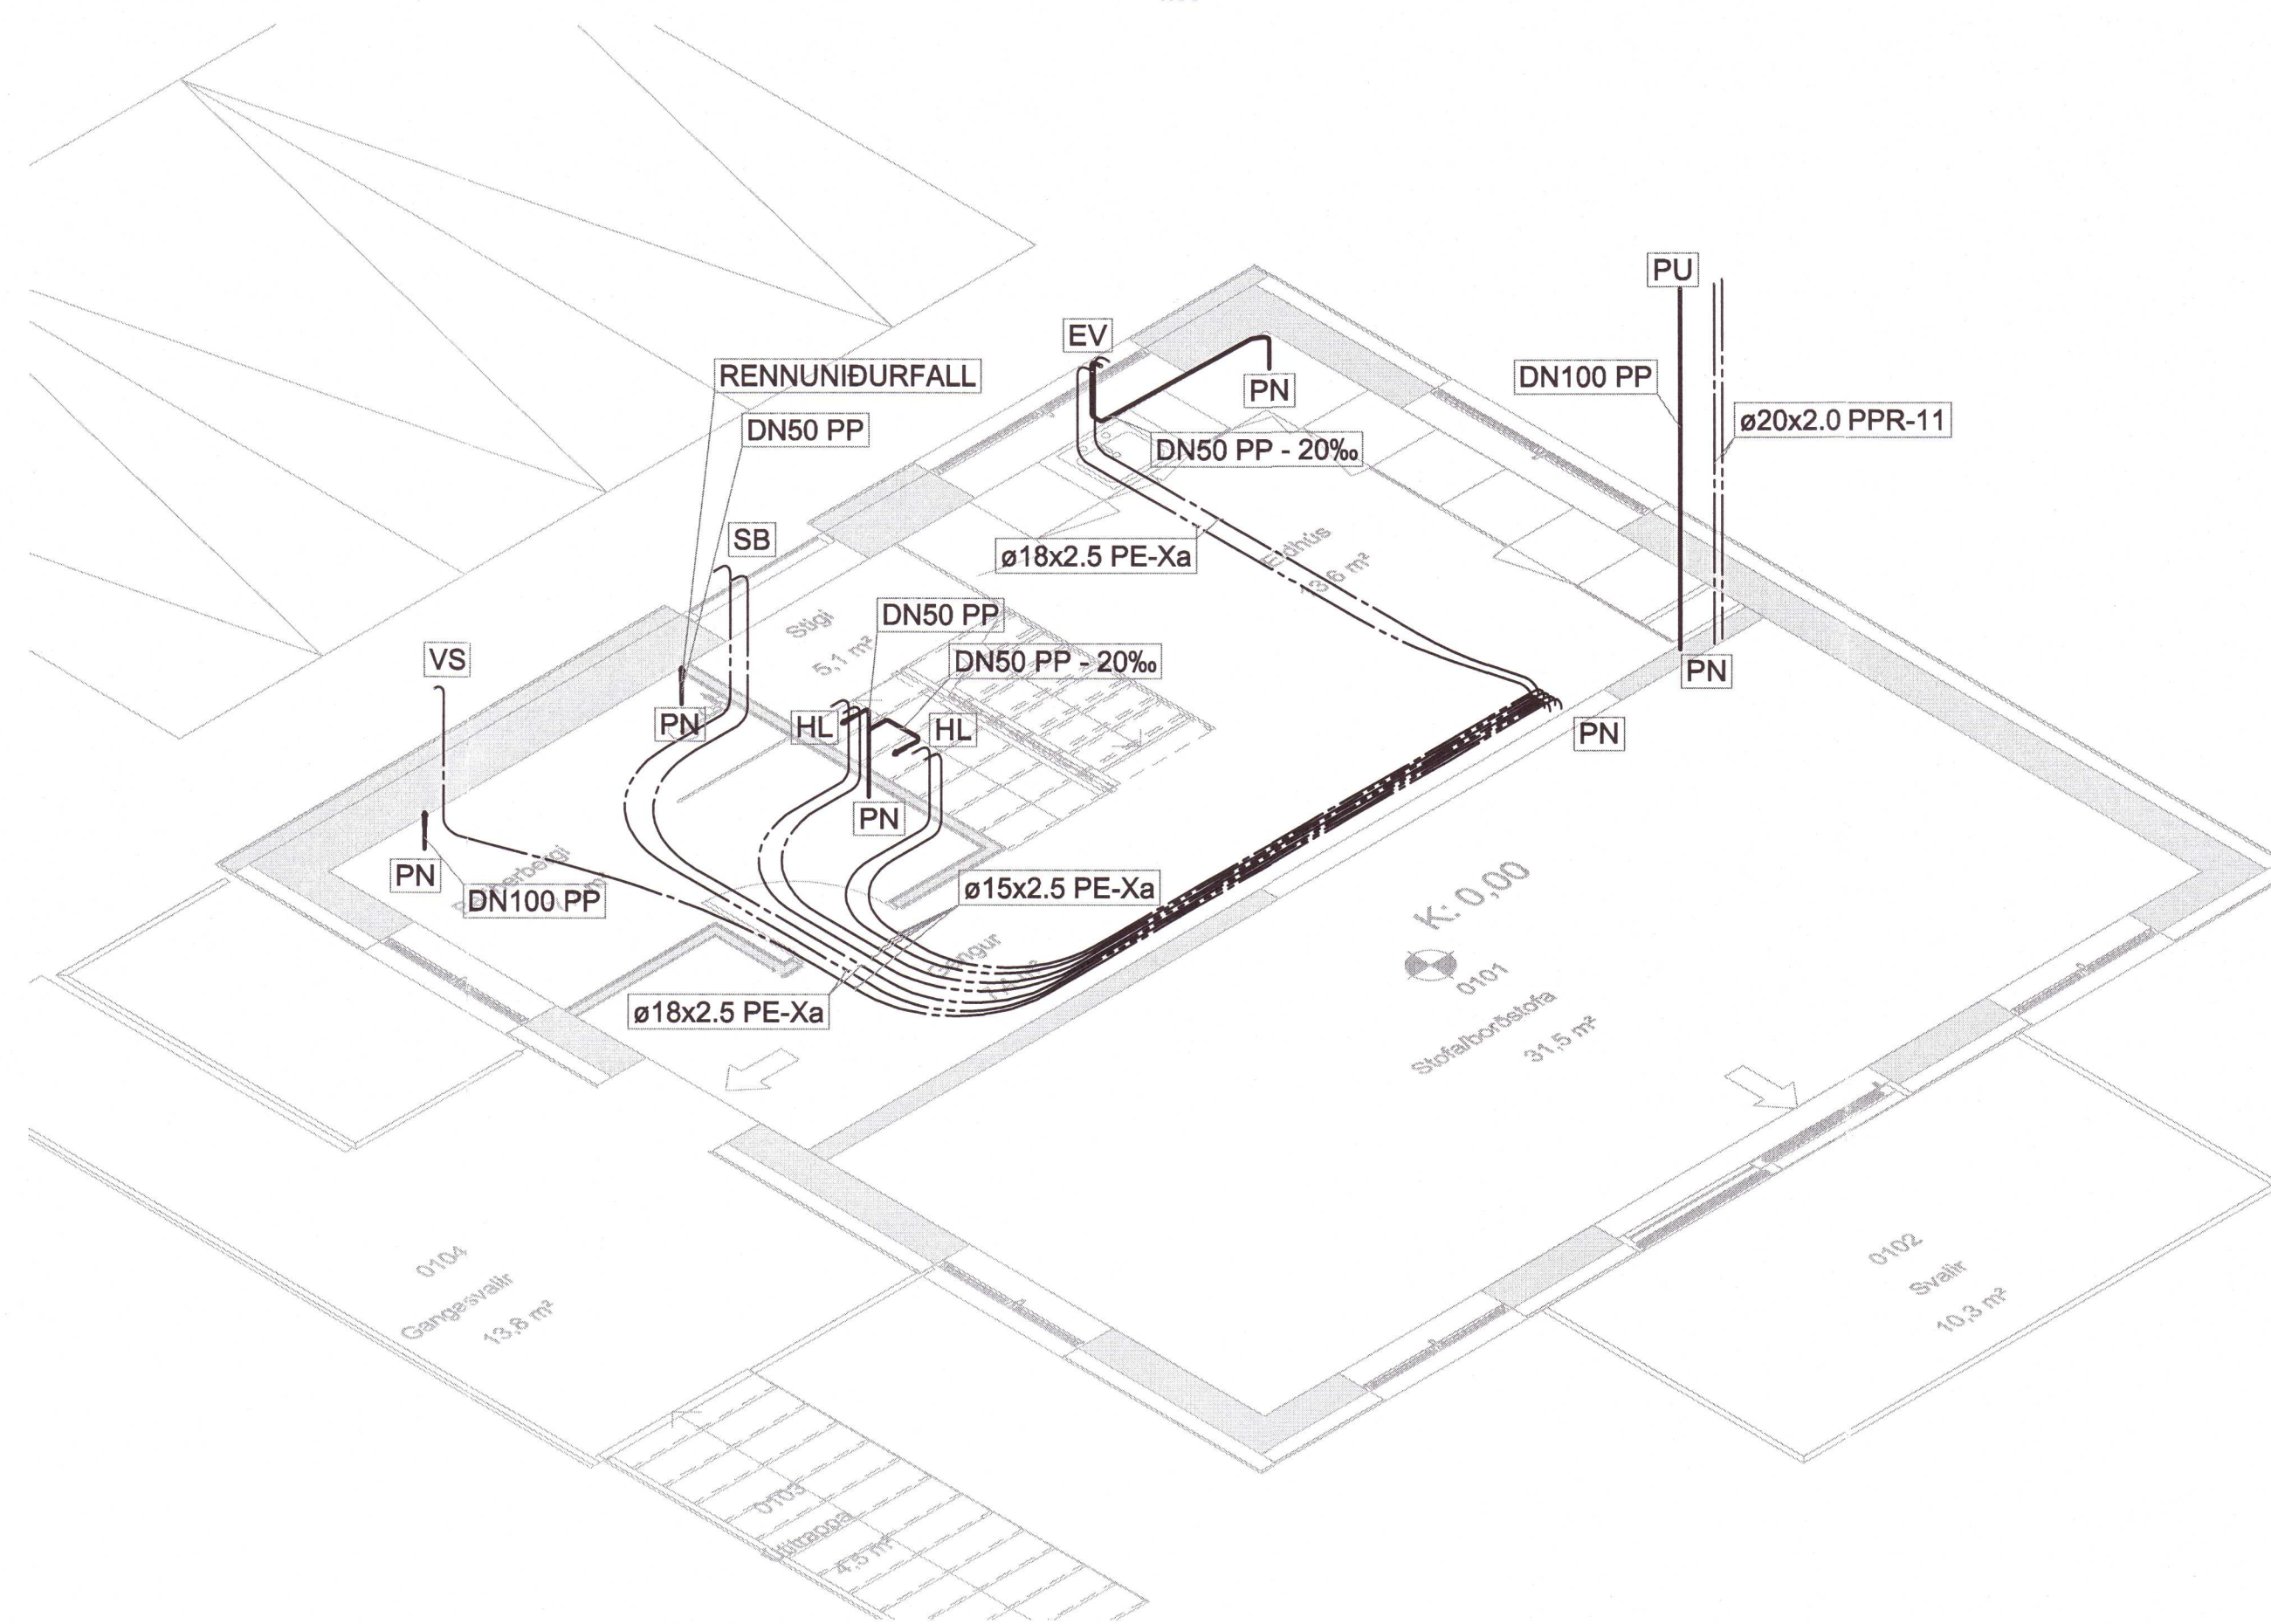 PU
EV
RENNUNIÐURFALL
DN100 PP
PN
ø20x2.0 PPR-11
DN50 PP
DN50 PP - 20‰
SB
ø18x2.5 PE-Xa
Eldhús
13,6 m²
DN50 PP
Stigi
5,1 m²
VS
DN50 PP - 20‰
PN
PN
HL
HL
PN
PN
PN
DN100 PP
ø15x2.5 PE-Xa
K: 0,00
Gangur
0101
Stofa/borðstofa
31,5 m²
ø18x2.5 PE-Xa
0104
Gangasvalir
13,8 m²
0102
Svalir
10,3 m²
0103
Útitrappa
4,5 m²